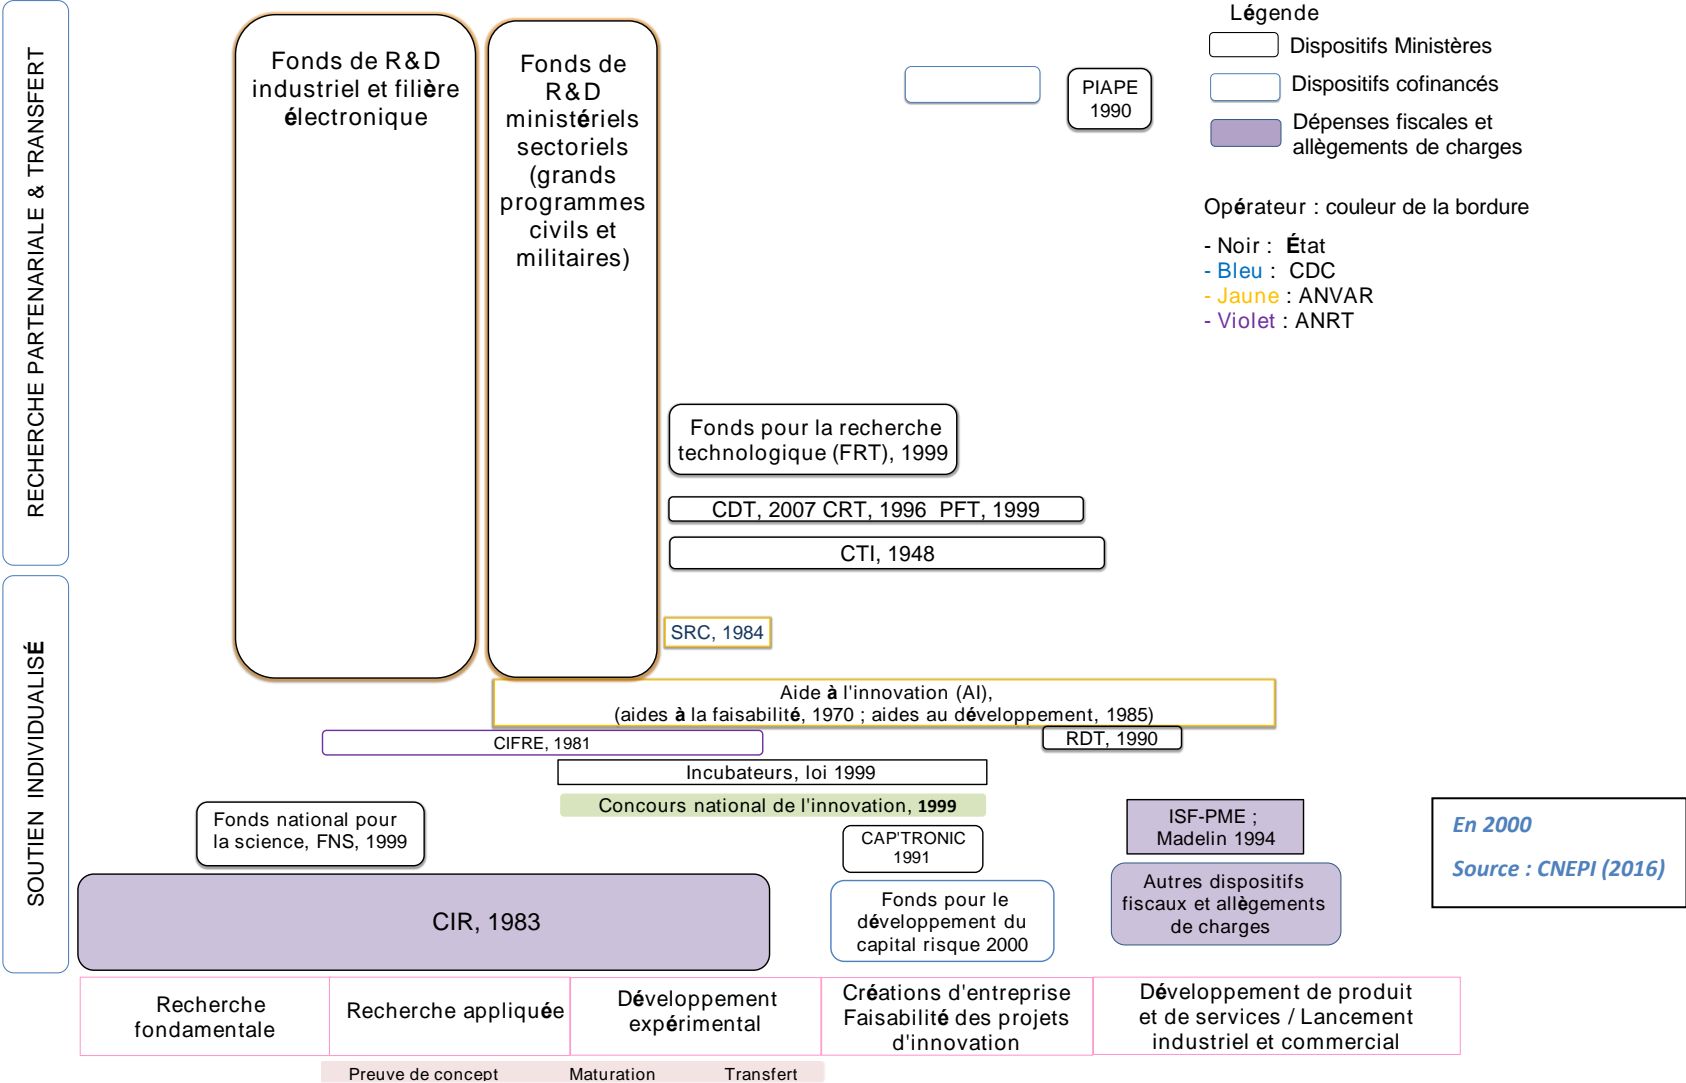 RECHERCHE PARTENARIALE & TRANSFERT
SOUTIEN INDIVIDUALISÉ
Fonds de R&D
industriel et filière
électronique
Fonds de
R&D
ministériels
sectoriels
(grands
programmes
civils et
militaires)
PIAPE
1990
Légende
Dispositifs Ministères
Dispositifs cofinancés
Dépenses fiscales et
allègements de charges
Opérateur : couleur de la bordure
- Noir : État
- Bleu : CDC
- Jaune : ANVAR
- Violet : ANRT
Fonds pour la recherche
technologique (FRT), 1999
CDT, 2007 CRT, 1996 PFT, 1999
CTI, 1948
SRC, 1984
Aide à l'innovation (AI),
(aides à la faisabilité, 1970 ; aides au développement, 1985)
CIFRE, 1981
RDT, 1990
Incubateurs, loi 1999
Concours national de l'innovation, 1999
Fonds national pour
la science, FNS, 1999
CAP'TRONIC
1991
ISF-PME ;
Madelin 1994
En 2000
Source : CNEPI (2016)
CIR, 1983
Fonds pour le
développement du
capital risque 2000
Autres dispositifs
fiscaux et allègements
de charges
Recherche
fondamentale
Recherche appliquée
Développement
expérimental
Créations d'entreprise
Faisabilité des projets
d'innovation
Développement de produit
et de services / Lancement
industriel et commercial
Preuve de concept Maturation Transfert